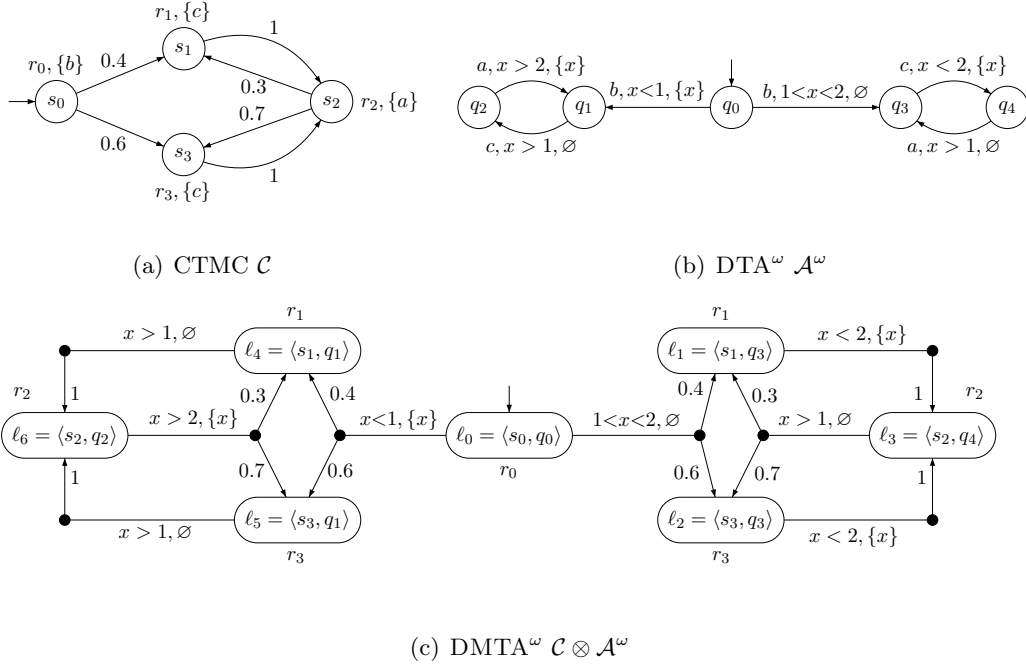 r₁, {c}
1
s₁
r₀, {b}
0.4
s₀
0.3
s₂
r₂, {a}
0.7
0.6
s₃
1
r₃, {c}
(a) CTMC 𝒞
a, x > 2, {x}
c, x < 2, {x}
q₂
q₁
b, x<1, {x}
q₀
b, 1<x<2, ∅
q₃
q₄
c, x > 1, ∅
a, x > 1, ∅
(b) DTA^ω 𝒜^ω
r₁
r₁
x > 1, ∅
ℓ₄ = ⟨s₁, q₁⟩
ℓ₁ = ⟨s₁, q₃⟩
x < 2, {x}
r₂
1
0.3
0.4
0.4
0.3
1
r₂
ℓ₆ = ⟨s₂, q₂⟩
x > 2, {x}
x<1, {x}
ℓ₀ = ⟨s₀, q₀⟩
1<x<2, ∅
x > 1, ∅
ℓ₃ = ⟨s₂, q₄⟩
r₀
1
0.7
0.6
0.6
0.7
1
x > 1, ∅
ℓ₅ = ⟨s₃, q₁⟩
ℓ₂ = ⟨s₃, q₃⟩
x < 2, {x}
r₃
r₃
(c) DMTA^ω 𝒞 ⊗ 𝒜^ω